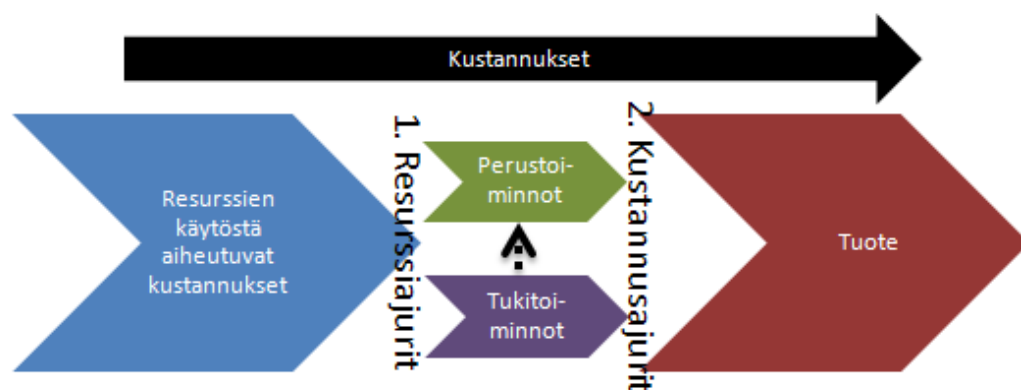 Kustannukset
Resurssien
käytöstä
aiheutuvat
kustannukset
1. Resurssiajurit
Perustoi-
minnot
Tukitoi-
minnot
2. Kustannusajurit
Tuote